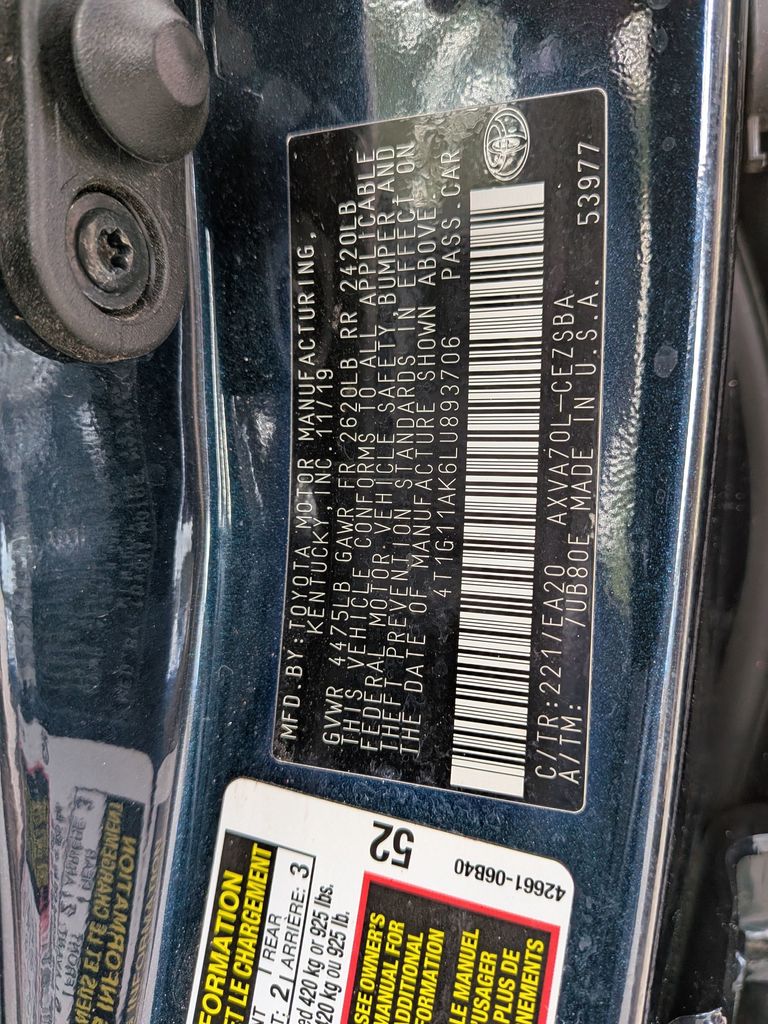 MFD.BY:TOYOTA MOTOR MANUFACTURING,
KENTUCKY,INC. 11/19
GVWR 4475LB GAWR FR 2620LB RR 2420LB
THIS VEHICLE CONFORMS TO ALL APPLICABLE
FEDERAL MOTOR VEHICLE SAFETY, BUMPER AND
THEFT PREVENTION STANDARDS IN EFFECT ON
THE DATE OF MANUFACTURE SHOWN ABOVE.
4T1G11AK6LU893706 PASS.CAR
C/TR:221/EA20 AXVA70L-CEZSBA
A/TM: 7UB80E MADE IN U.S.A. 53977
FORMATION
ET LE CHARGEMENT
REAR
2 ARRIÈRE: 3
420 kg or 925 lbs.
420 kg ou 925 lb.
52
42661-06B40
SEE OWNER'S
MANUAL FOR
ADDITIONAL
LE MANUEL
PLUS DE